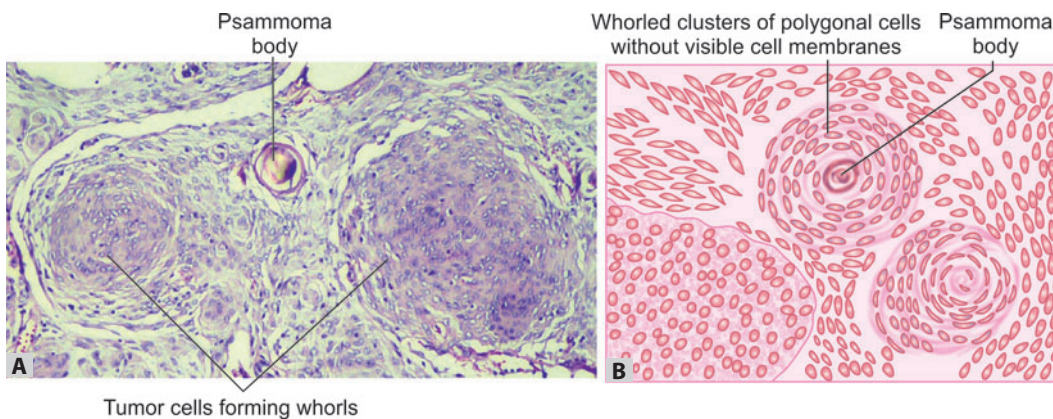 Psammoma
body
Whorled clusters of polygonal cells
without visible cell membranes
Psammoma
body
A
B
Tumor cells forming whorls